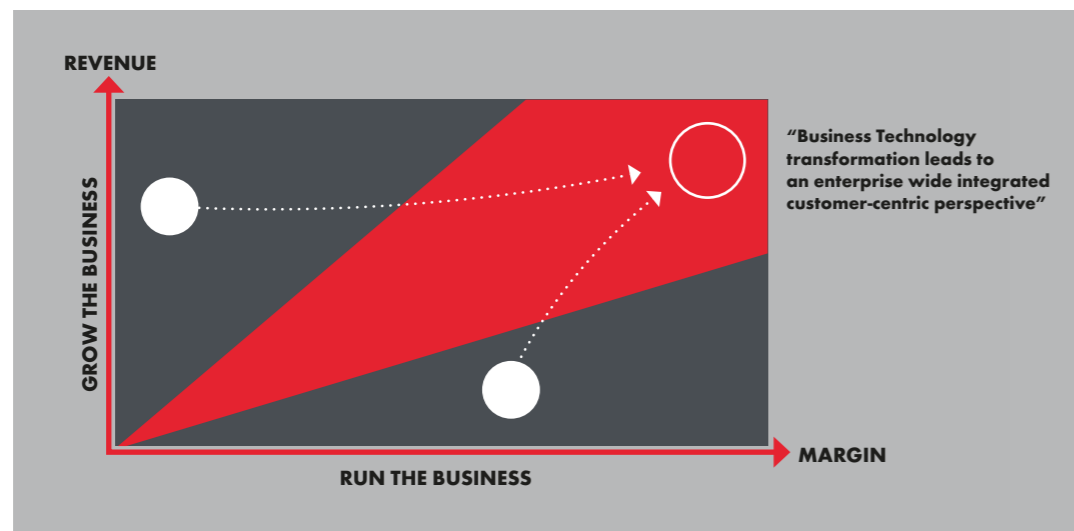 REVENUE
GROW THE BUSINESS
“Business Technology
transformation leads to
an enterprise wide integrated
customer-centric perspective”
MARGIN
RUN THE BUSINESS